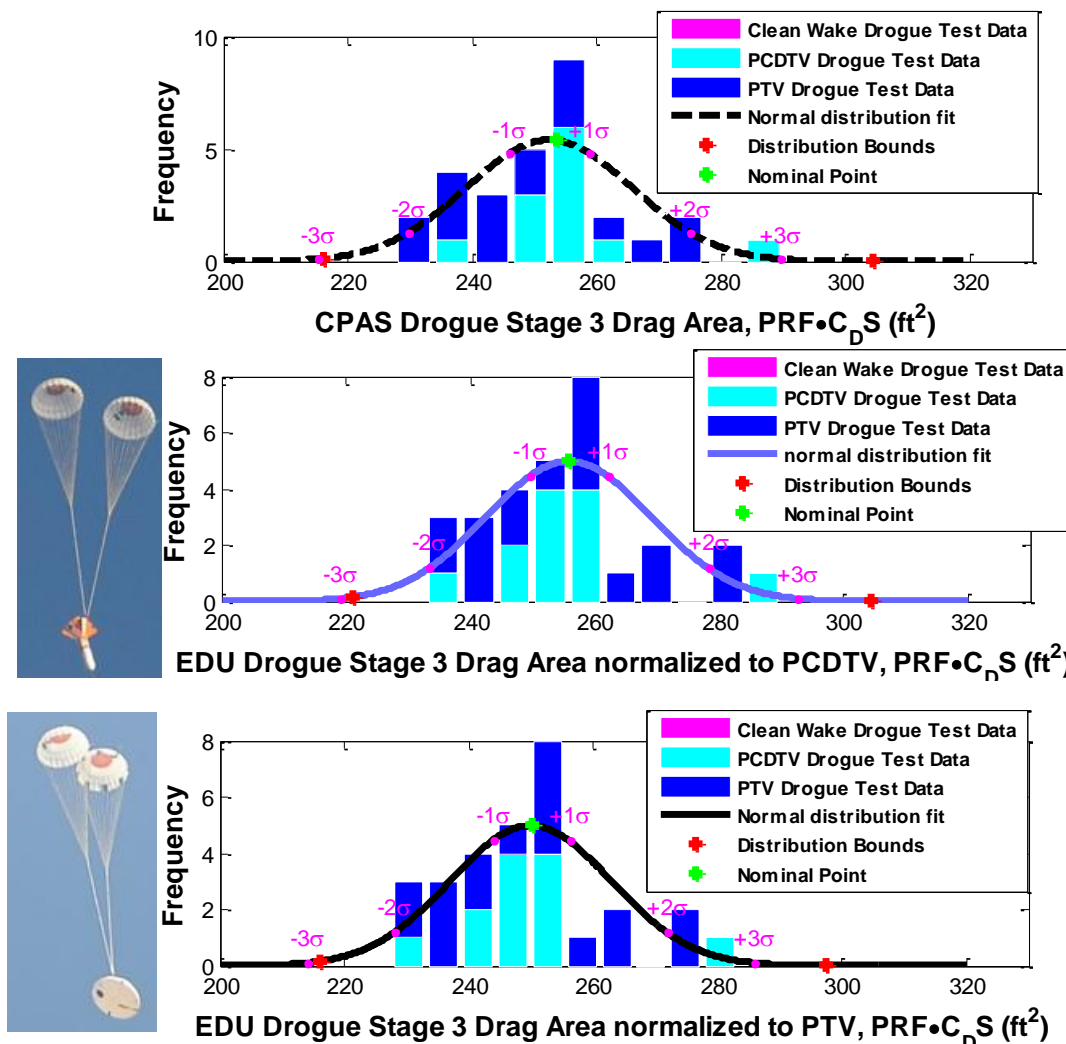 10
5
0
Frequency
Clean Wake Drogue Test Data
PCDTV Drogue Test Data
PTV Drogue Test Data
Normal distribution fit
Distribution Bounds
Nominal Point
-3σ
-2σ
-1σ
+1σ
+2σ
+3σ
200 220 240 260 280 300 320
CPAS Drogue Stage 3 Drag Area, PRF•C_DS (ft²)
8
6
4
2
0
Frequency
Clean Wake Drogue Test Data
PCDTV Drogue Test Data
PTV Drogue Test Data
normal distribution fit
Distribution Bounds
Nominal Point
-3σ
-2σ
-1σ
+1σ
+2σ
+3σ
200 220 240 260 280 300 320
EDU Drogue Stage 3 Drag Area normalized to PCDTV, PRF•C_DS (ft²)
8
6
4
2
0
Frequency
Clean Wake Drogue Test Data
PCDTV Drogue Test Data
PTV Drogue Test Data
Normal distribution fit
Distribution Bounds
Nominal Point
-3σ
-2σ
-1σ
+1σ
+2σ
+3σ
200 220 240 260 280 300 320
EDU Drogue Stage 3 Drag Area normalized to PTV, PRF•C_DS (ft²)